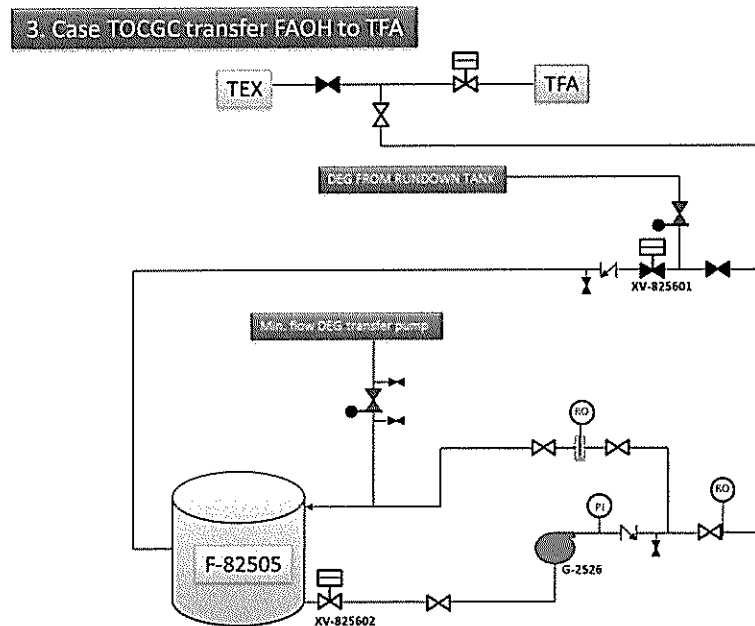 3. Case TOCGC transfer FAOH to TFA
TEX
TFA
DEG FROM RUNDOWN TANK
XV-825601
Min. flow DEG transfer pump
RO
RO
PI
F-82505
G-2526
XV-825602